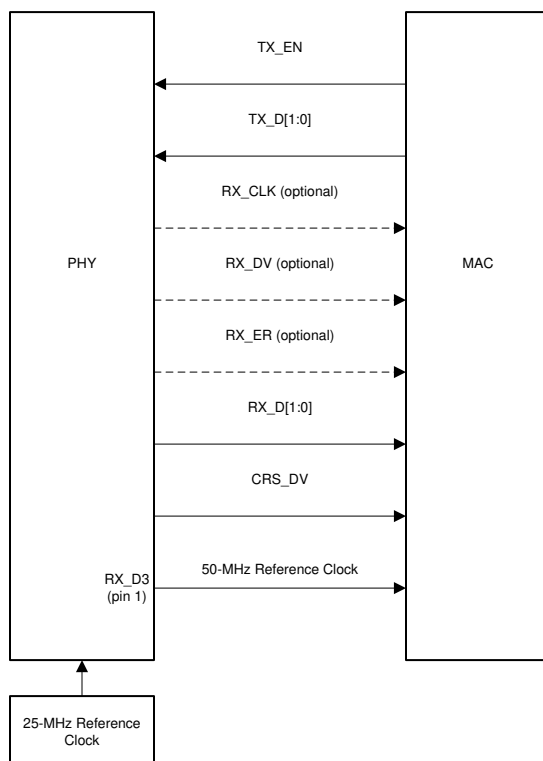 TX_EN
TX_D[1:0]
RX_CLK (optional)
PHY
RX_DV (optional)
MAC
RX_ER (optional)
RX_D[1:0]
CRS_DV
RX_D3
(pin 1)
50-MHz Reference Clock
25-MHz Reference
Clock